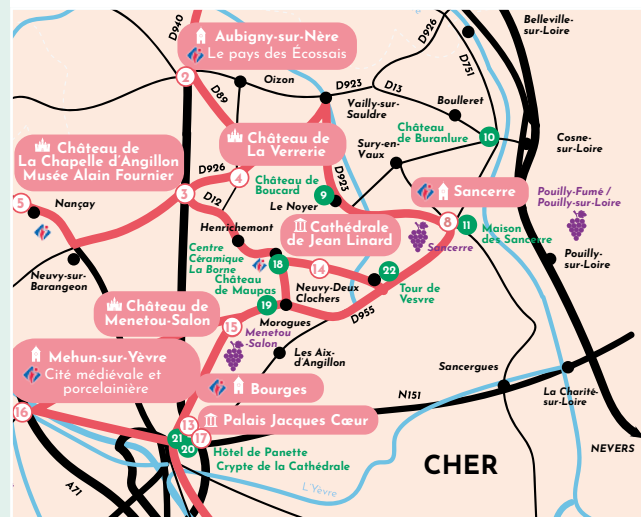 D940
Aubigny-sur-Nère
Le pays des Écossais
2
D89
Oizon
D923
D13
D926
D751
Belleville-
sur-Loire
Vailly-sur-
Sauldre
Boulleret
Château
de Buranlure
10
Cosne-
sur-Loire
Sury-en-
Vaux
Château de
La Chapelle d'Angillon
Musée Alain Fournier
Château de
La Verrerie
D926
4
3
D12
Château de
Boucard
9
D923
Le Noyer
Sancerre
8
11
Maison
des Sancerre
Sancerre
Pouilly-Fumé /
Pouilly-sur-Loire
Pouilly-
sur-Loire
5
Nançay
Neuvy-sur-
Barangeon
Henrichemont
Cathédrale
de Jean Linard
Centre
Céramique
La Borne
18
14
22
Tour de
Vesvre
Château
de Maupas
Neuvy-Deux
Clochers
19
Morogues
D955
Château de
Menetou-Salon
15
Menetou
-Salon
Les Aix-
d'Angillon
Sancergues
La Charité-
sur-Loire
Mehun-sur-Yèvre
Cité médiévale et
porcelainière
16
Bourges
N151
13
Palais Jacques Cœur
17
21
20
Hôtel de Panette
Crypte de la Cathédrale
CHER
NEVERS
A71
L'Yèvre